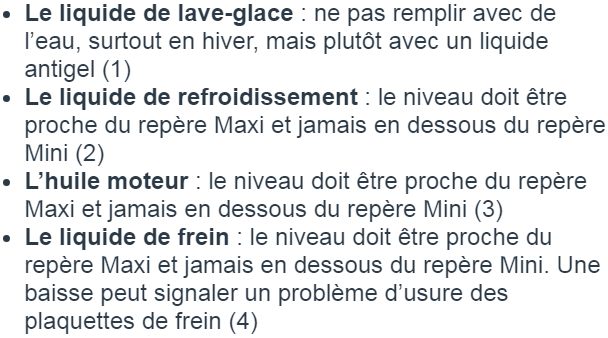 • Le liquide de lave-glace : ne pas remplir avec de
l’eau, surtout en hiver, mais plutôt avec un liquide
antigel (1)
• Le liquide de refroidissement : le niveau doit être
proche du repère Maxi et jamais en dessous du repère
Mini (2)
• L’huile moteur : le niveau doit être proche du repère
Maxi et jamais en dessous du repère Mini (3)
• Le liquide de frein : le niveau doit être proche du
repère Maxi et jamais en dessous du repère Mini. Une
baisse peut signaler un problème d’usure des
plaquettes de frein (4)